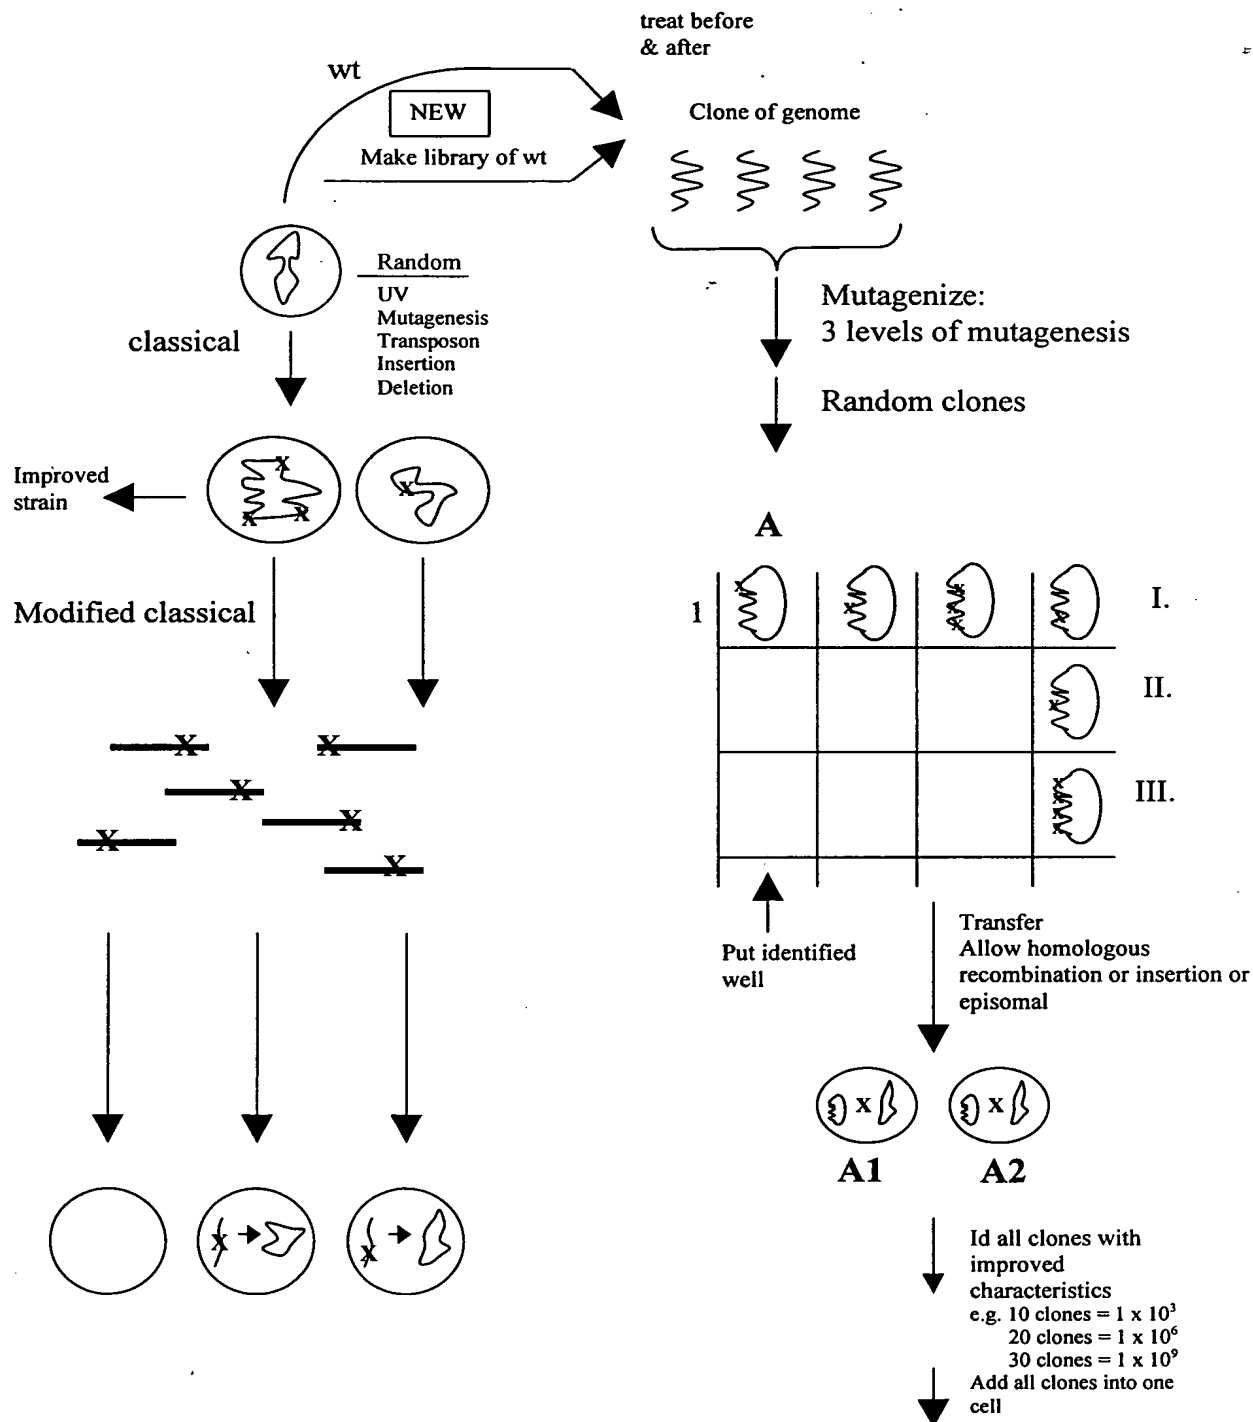 treat before
& after
wt
NEW
Make library of wt
Clone of genome
Random
UV
Mutagenesis
Transposon
Insertion
Deletion
classical
Mutagenize:
3 levels of mutagenesis
Random clones
Improved
strain
X
X
X
X
A
Modified classical
1
I.
II.
III.
X
X
X
X
X
X
Put identified
well
Transfer
Allow homologous
recombination or insertion or
episomal
X
X
A1
A2
X
X
Id all clones with
improved
characteristics
e.g. 10 clones = 1 x 10³
20 clones = 1 x 10⁶
30 clones = 1 x 10⁹
Add all clones into one
cell